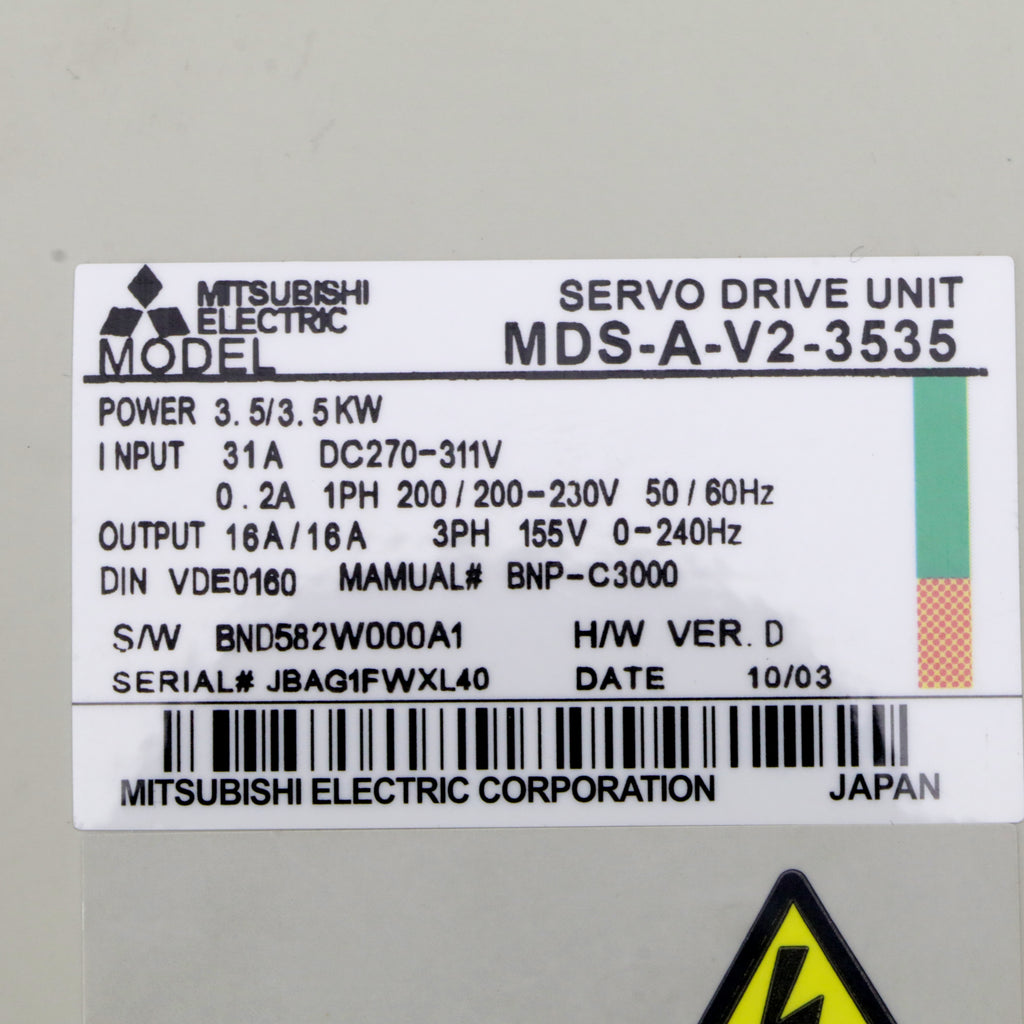 MITSUBISHI
ELECTRIC
SERVO DRIVE UNIT
MODEL MDS-A-V2-3535
POWER 3.5/3.5KW
INPUT 31A DC270-311V
0.2A 1PH 200/200-230V 50/60Hz
OUTPUT 16A/16A 3PH 155V 0-240Hz
DIN VDE0160 MAMUAL# BNP-C3000
S/W BND582W000A1 H/W VER. D
SERIAL# JBAG1FWXL40 DATE 10/03
MITSUBISHI ELECTRIC CORPORATION JAPAN